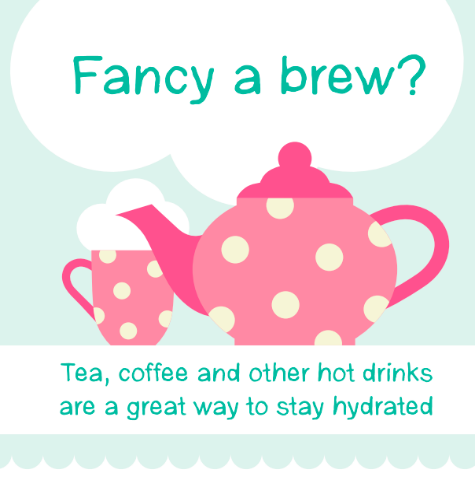 Fancy a brew?
Tea, coffee and other hot drinks
are a great way to stay hydrated